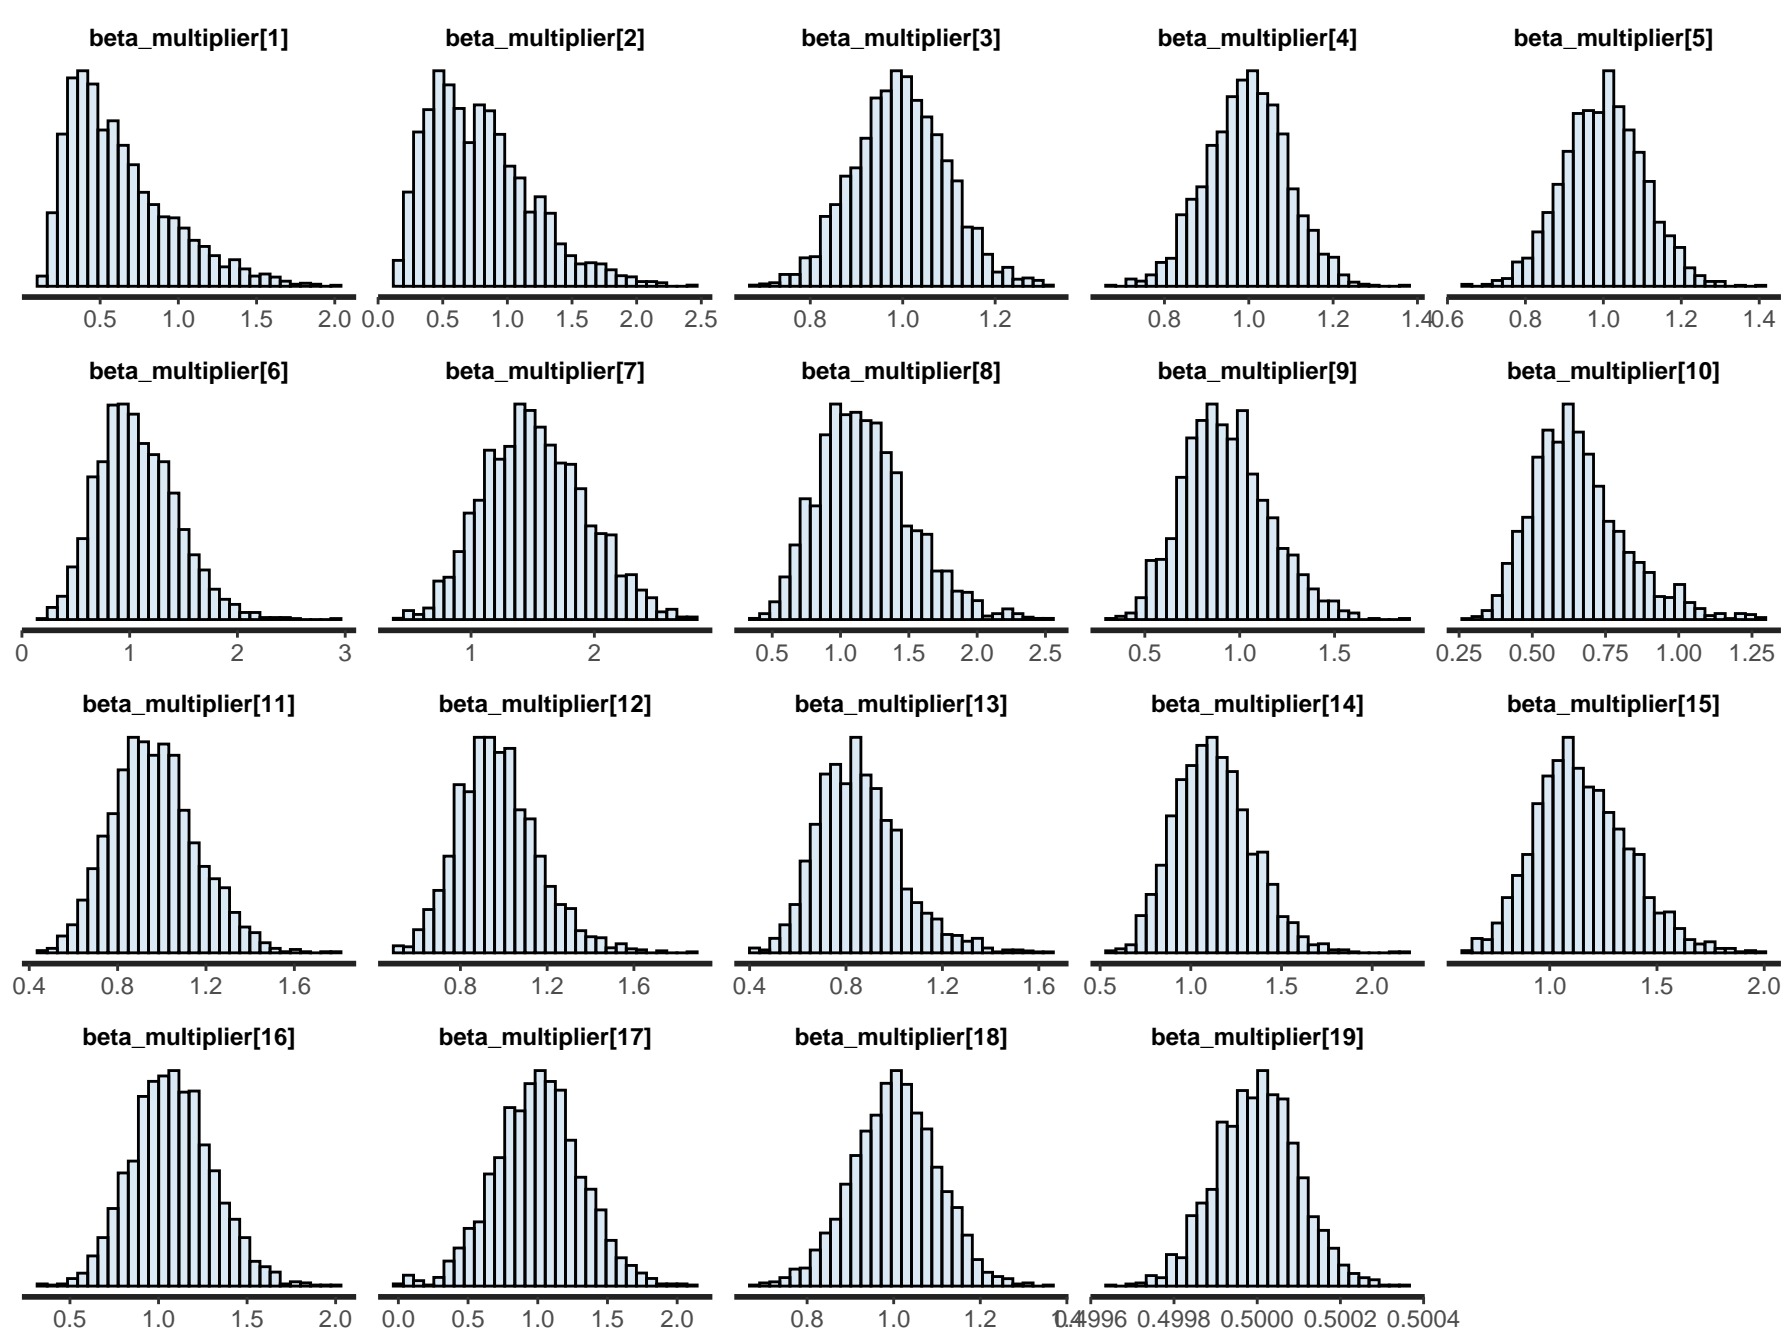 beta_multiplier[1] beta_multiplier[2] beta_multiplier[3] beta_multiplier[4] beta_multiplier[5]
0.5 1.0 1.5 2.0 0.0 0.5 1.0 1.5 2.0 2.5 0.8 1.0 1.2 0.8 1.0 1.2 1.4 0.6 0.8 1.0 1.2 1.4
beta_multiplier[6] beta_multiplier[7] beta_multiplier[8] beta_multiplier[9] beta_multiplier[10]
0 1 2 3 1 2 0.5 1.0 1.5 2.0 2.5 0.5 1.0 1.5 0.25 0.50 0.75 1.00 1.25
beta_multiplier[11] beta_multiplier[12] beta_multiplier[13] beta_multiplier[14] beta_multiplier[15]
0.4 0.8 1.2 1.6 0.8 1.2 1.6 0.4 0.8 1.2 1.6 0.5 1.0 1.5 2.0 1.0 1.5 2.0
beta_multiplier[16] beta_multiplier[17] beta_multiplier[18] beta_multiplier[19]
0.5 1.0 1.5 2.0 0.0 0.5 1.0 1.5 2.0 0.8 1.0 1.2 1.4 0.4996 0.4998 0.5000 0.5002 0.5004